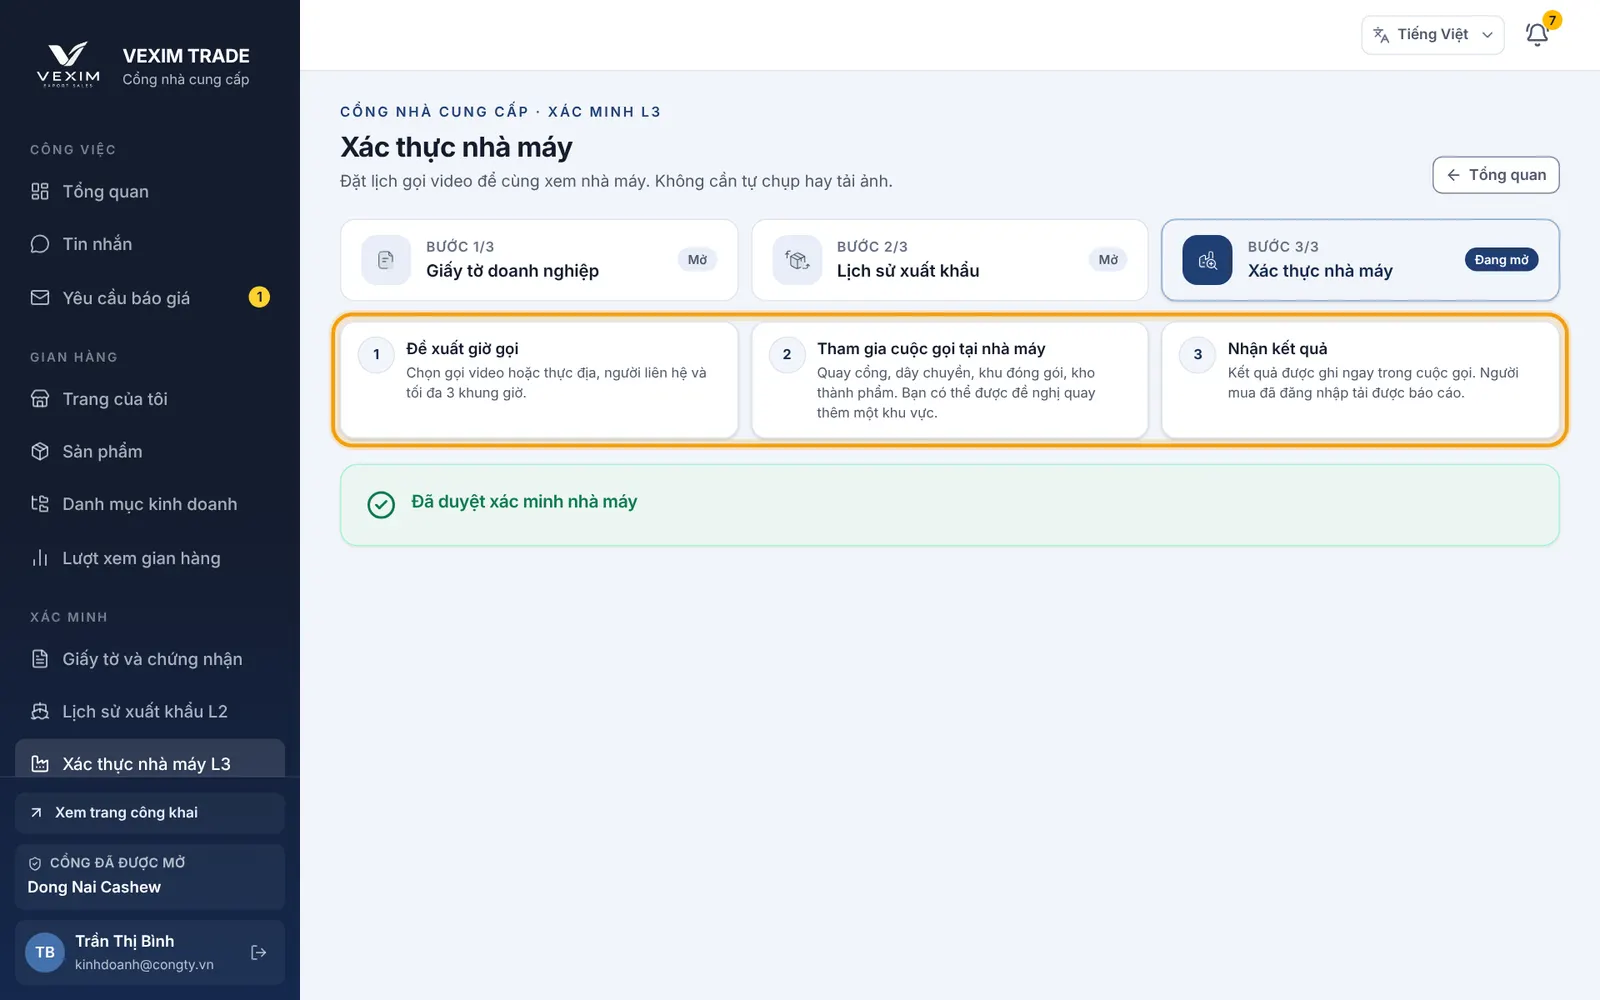 VEXIM
EXPORT SALES
VEXIM TRADE
Cổng nhà cung cấp
CÔNG VIỆC
Tổng quan
Tin nhắn
Yêu cầu báo giá
1
GIAN HÀNG
Trang của tôi
Sản phẩm
Danh mục kinh doanh
Lượt xem gian hàng
XÁC MINH
Giấy tờ và chứng nhận
Lịch sử xuất khẩu L2
Xác thực nhà máy L3
Xem trang công khai
CỔNG ĐÃ ĐƯỢC MỞ
Dong Nai Cashew
TB
Trần Thị Bình
kinhdoanh@congty.vn
Tiếng Việt
7
CỔNG NHÀ CUNG CẤP · XÁC MINH L3
Xác thực nhà máy
Đặt lịch gọi video để cùng xem nhà máy. Không cần tự chụp hay tải ảnh.
Tổng quan
BƯỚC 1/3
Giấy tờ doanh nghiệp
Mở
BƯỚC 2/3
Lịch sử xuất khẩu
Mở
BƯỚC 3/3
Xác thực nhà máy
Đang mở
1
Đề xuất giờ gọi
Chọn gọi video hoặc thực địa, người liên hệ và
tối đa 3 khung giờ.
2
Tham gia cuộc gọi tại nhà máy
Quay cổng, dây chuyền, khu đóng gói, kho
thành phẩm. Bạn có thể được đề nghị quay
thêm một khu vực.
3
Nhận kết quả
Kết quả được ghi ngay trong cuộc gọi. Người
mua đã đăng nhập tải được báo cáo.
Đã duyệt xác minh nhà máy